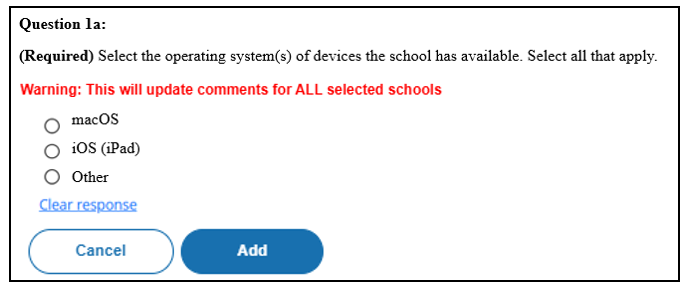 Question 1a:
(Required) Select the operating system(s) of devices the school has available. Select all that apply.
Warning: This will update comments for ALL selected schools
macOS
iOS (iPad)
Other
Clear response
Cancel
Add